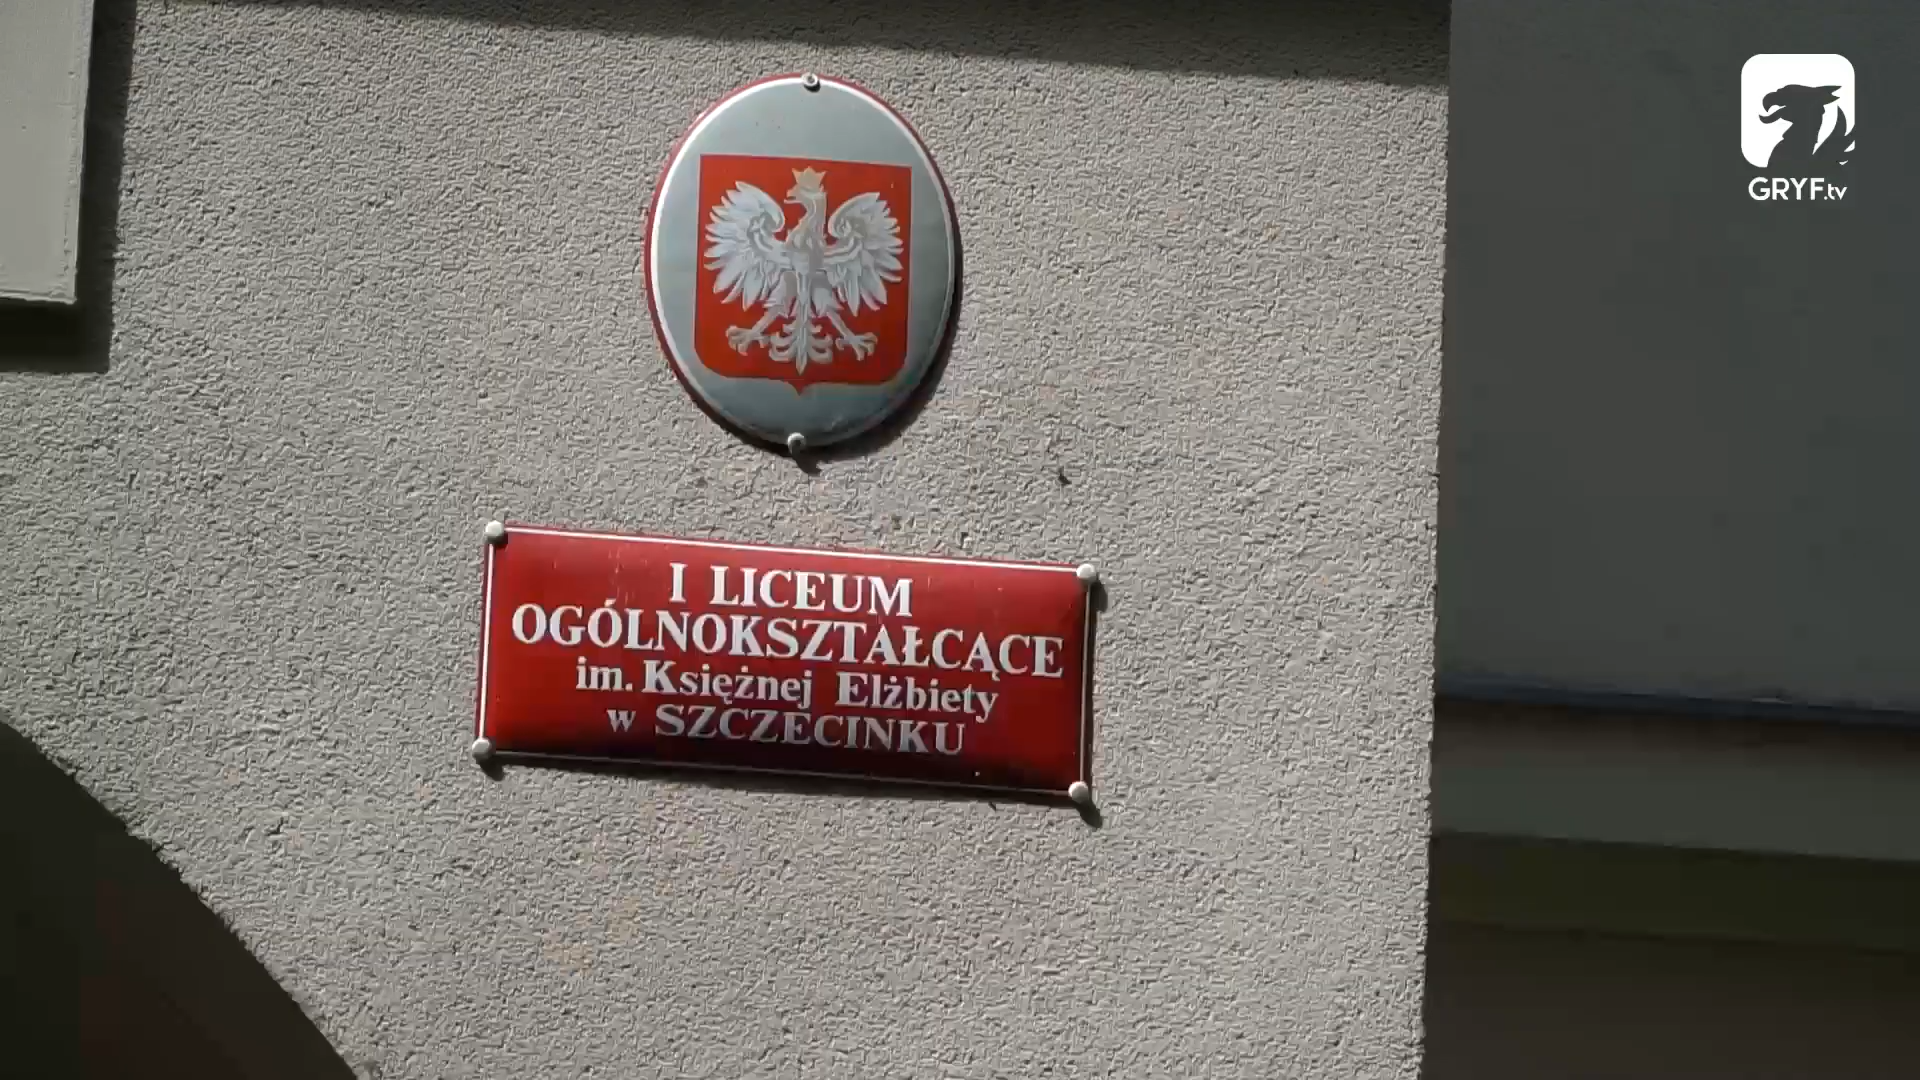 GRYF.tv
I LICEUM
OGÓLNOKSZTAŁCĄCE
im. Księżnej Elżbiety
w SZCZECINKU